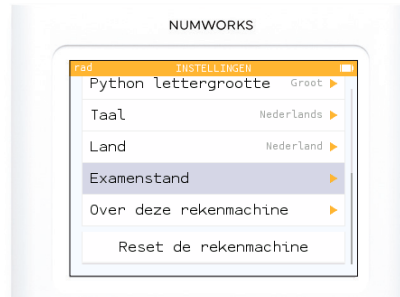 NUMWORKS
rad INSTELLINGEN
Python lettergrootte Groot
Taal Nederlands
Land Nederland
Examenstand
Over deze rekenmachine
Reset de rekenmachine